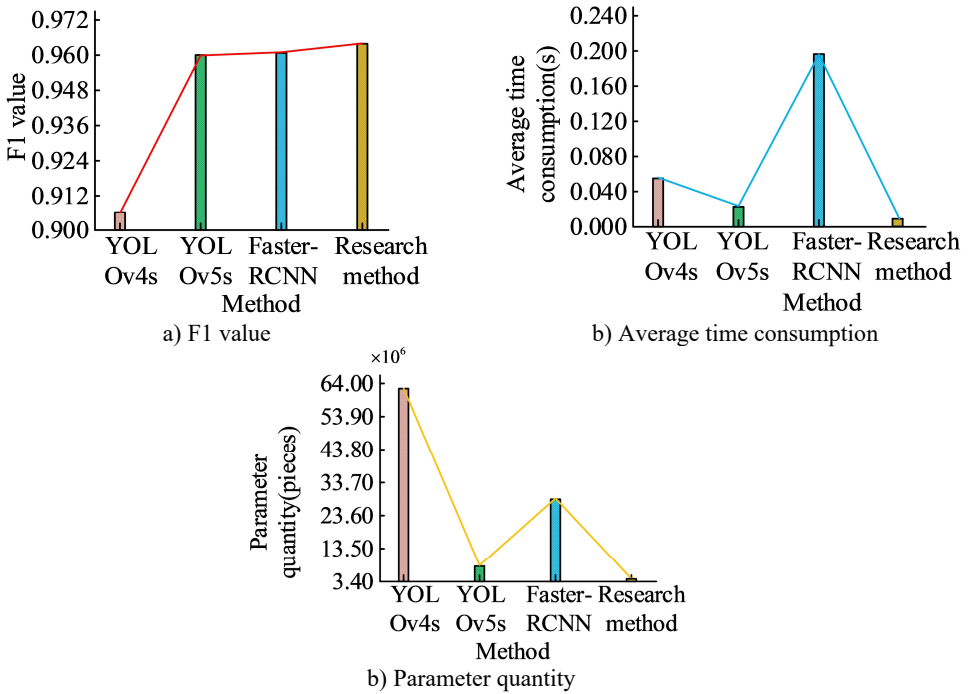 0.972
0.960
0.948
0.936
0.924
0.912
0.900
F1 value
YOL
Ov4s
YOL
Ov5s
Faster-
RCNN
Research
method
Method
a) F1 value
0.240
0.200
0.160
0.120
0.080
0.040
0.000
Average time
consumption(s)
YOL
Ov4s
YOL
Ov5s
Faster-
RCNN
Research
method
Method
b) Average time consumption
×10⁶
64.00
53.90
43.80
33.70
23.60
13.50
3.40
Parameter
quantity(pieces)
YOL
Ov4s
YOL
Ov5s
Faster-
RCNN
Research
method
Method
b) Parameter quantity